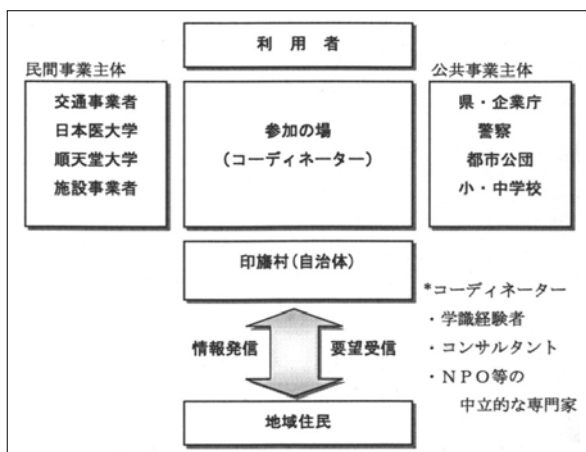 利 用 者
民間事業主体
交通事業者
日本医大学
順天堂大学
施設事業者
参加の場
(コーディネーター)
公共事業主体
県・企業庁
警察
都市公団
小・中学校
印旛村(自治体)
情報発信
要望受信
地域住民
*コーディネーター
・学識経験者
・コンサルタント
・NPO等の
中立的な専門家